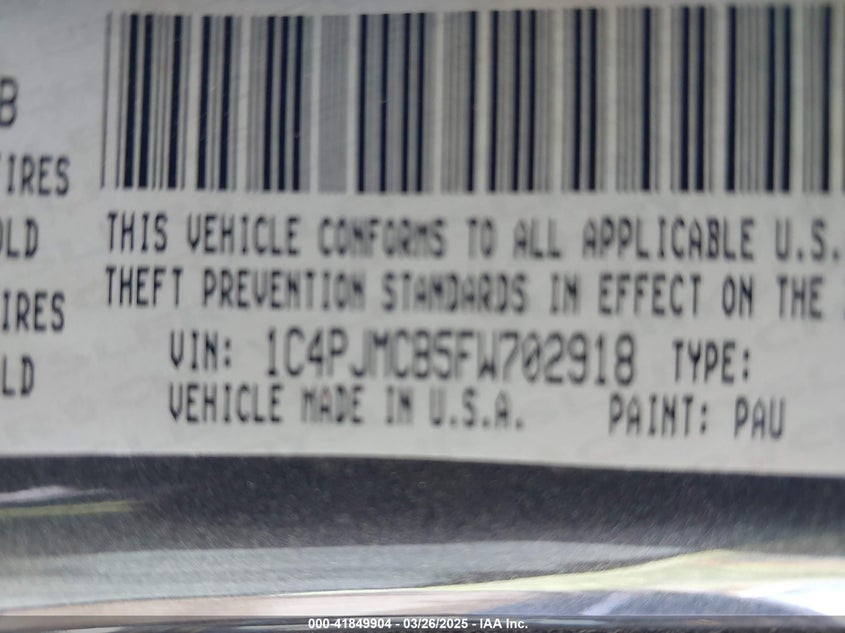 B
IRES
OLD
THIS VEHICLE CONFORMS TO ALL APPLICABLE U.S.
THEFT PREVENTION STANDARDS IN EFFECT ON THE
IRES
VIN: 1C4PJMCB5FW702918 TYPE:
LD
VEHICLE MADE IN U.S.A. PAINT: PAU
000-41849904 - 03/26/2025 - IAA Inc.